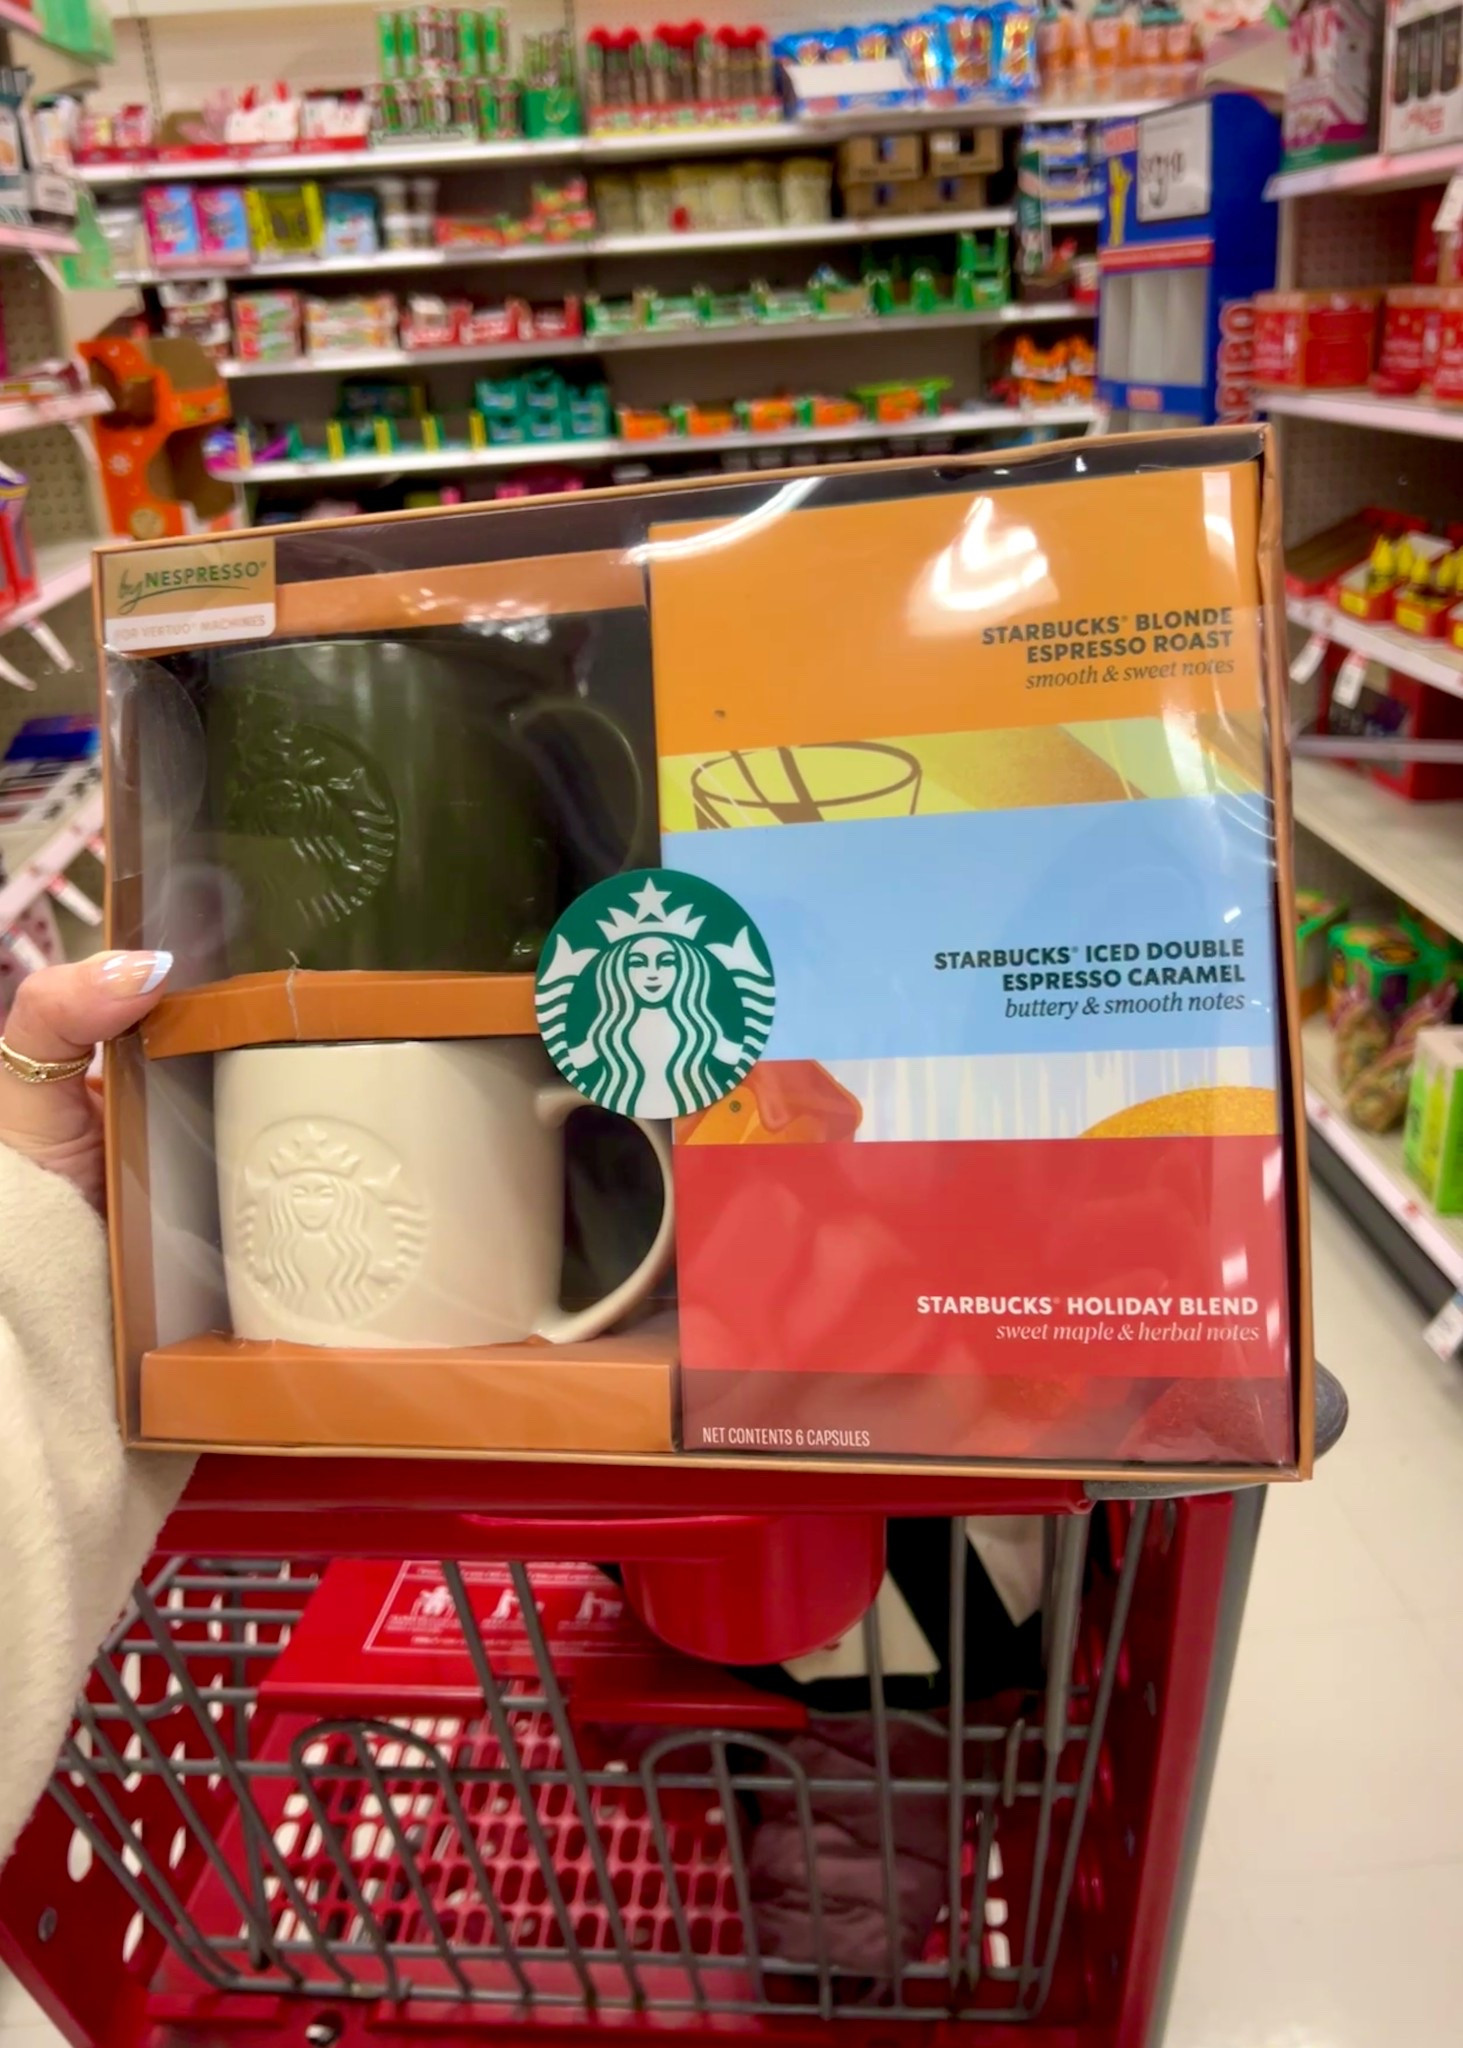 by NESPRESSO®
FOR VERTUO® MACHINES
STARBUCKS® BLONDE
ESPRESSO ROAST
smooth & sweet notes
STARBUCKS® ICED DOUBLE
ESPRESSO CARAMEL
buttery & smooth notes
STARBUCKS® HOLIDAY BLEND
sweet maple & herbal notes
NET CONTENTS 6 CAPSULES